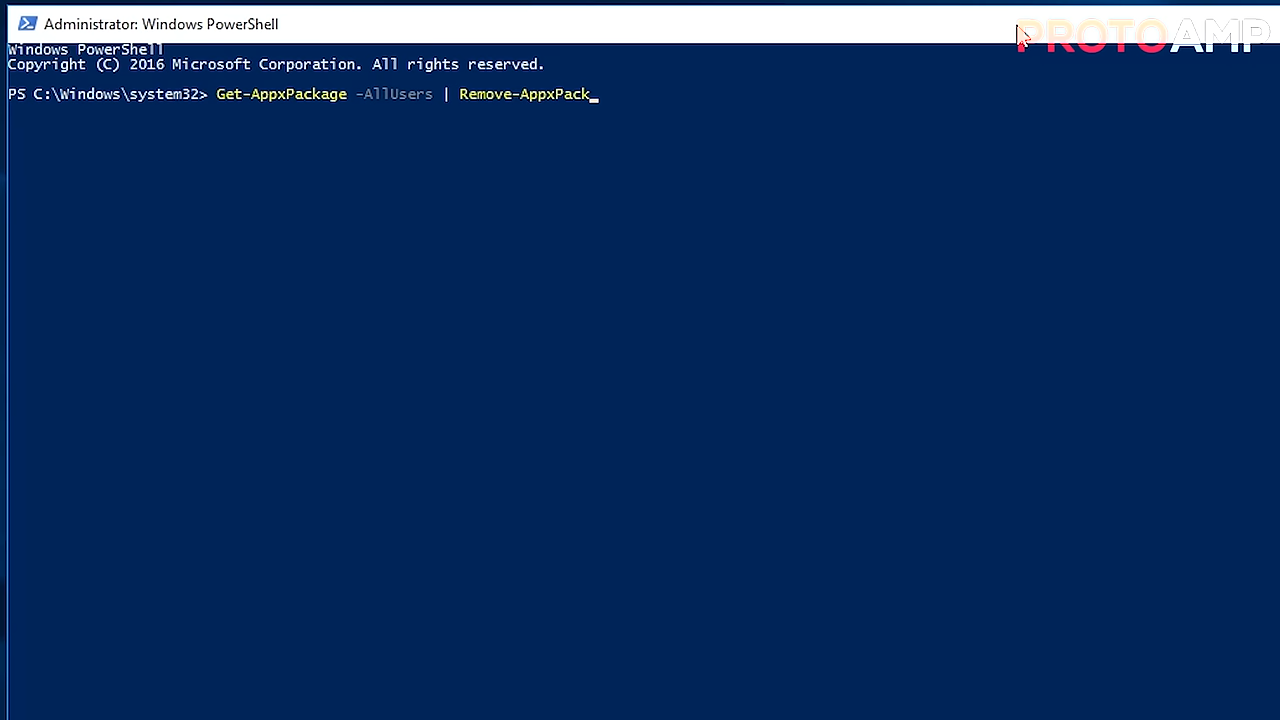 Administrator: Windows PowerShell
PROTOAMP
Windows PowerShell
Copyright (C) 2016 Microsoft Corporation. All rights reserved.
PS C:\Windows\system32> Get-AppxPackage -AllUsers | Remove-AppxPack_